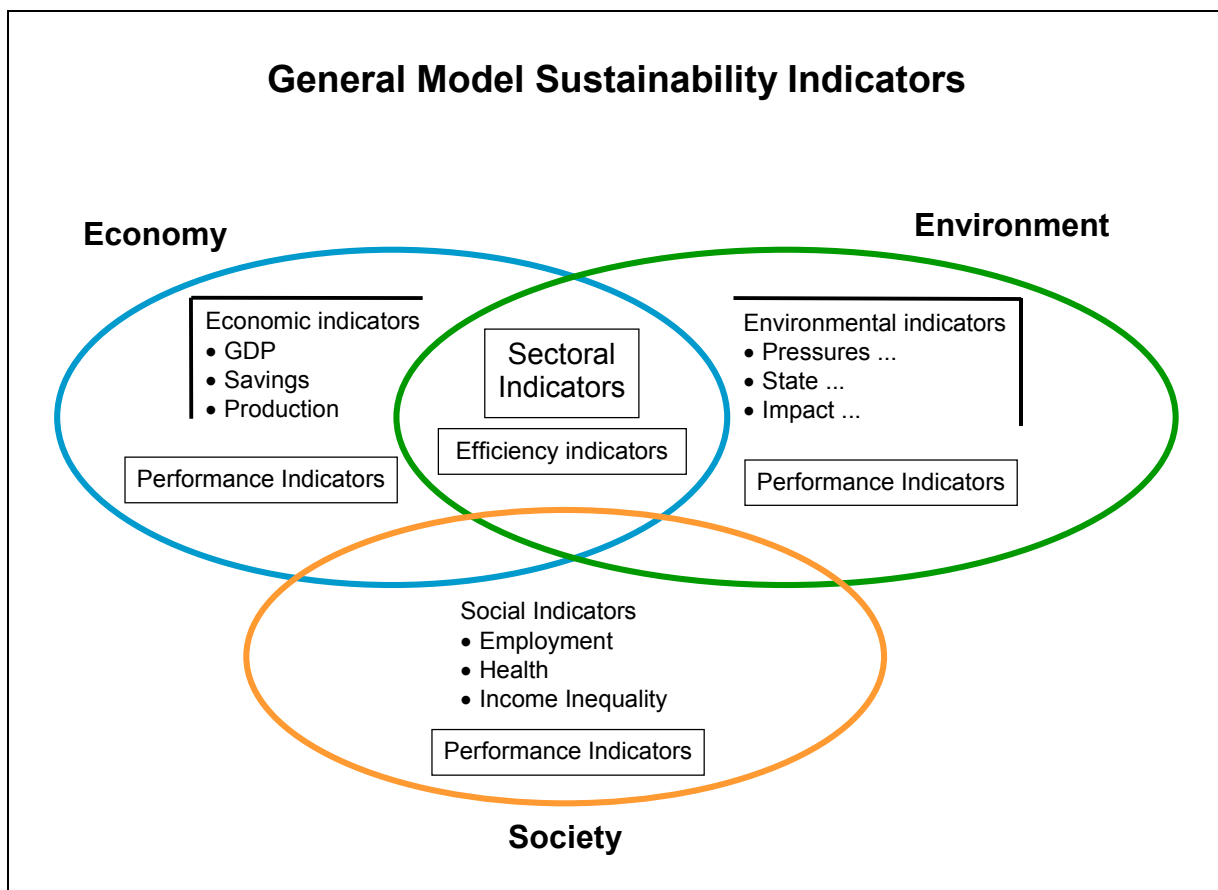 General Model Sustainability Indicators
Economy
Environment
Economic indicators
• GDP
• Savings
• Production
Performance Indicators
Sectoral
Indicators
Efficiency indicators
Environmental indicators
• Pressures ...
• State ...
• Impact ...
Performance Indicators
Social Indicators
• Employment
• Health
• Income Inequality
Performance Indicators
Society